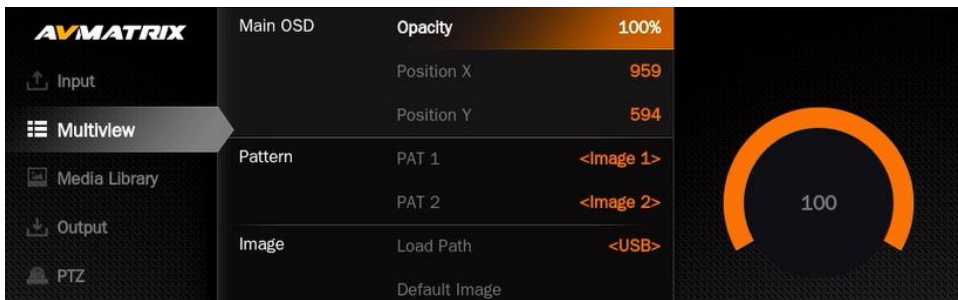 AVMATRIX
Input
Multiview
Media Library
Output
PTZ
Main OSD Opacity 100%
Position X 959
Position Y 594
Pattern PAT 1 <Image 1>
PAT 2 <Image 2>
Image Load Path <USB>
Default Image
100